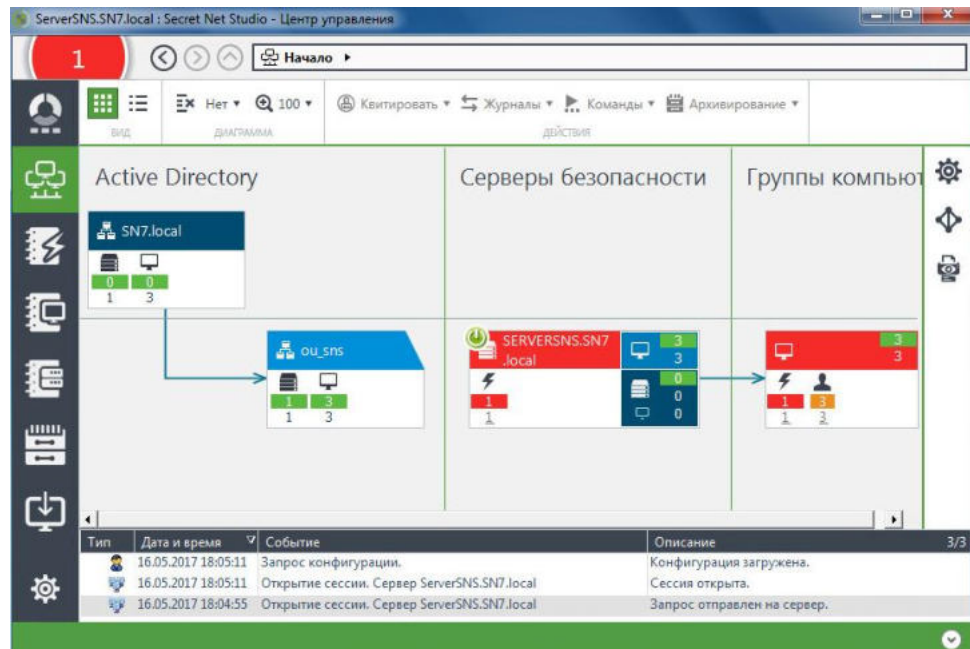 ServerSNS.SN7.local : Secret Net Studio - Центр управления
1
Начало
Нет
100
Квитировать
Журналы
Команды
Архивирование
ВИД
ДИАГРАММА
ДЕЙСТВИЯ
Active Directory
Серверы безопасности
Группы компьют
SN7.local
0 0
1 3
ou_sns
1 3
1 3
SERVERSNS.SN7
.local
1
1
3
3
0
0
0
3
3
1 3
1 3
Тип Дата и время Событие Описание 3/3
16.05.2017 18:05:11 Запрос конфигурации. Конфигурация загружена.
16.05.2017 18:05:11 Открытие сессии. Сервер ServerSNS.SN7.local Сессия открыта.
16.05.2017 18:04:55 Открытие сессии. Сервер ServerSNS.SN7.local Запрос отправлен на сервер.